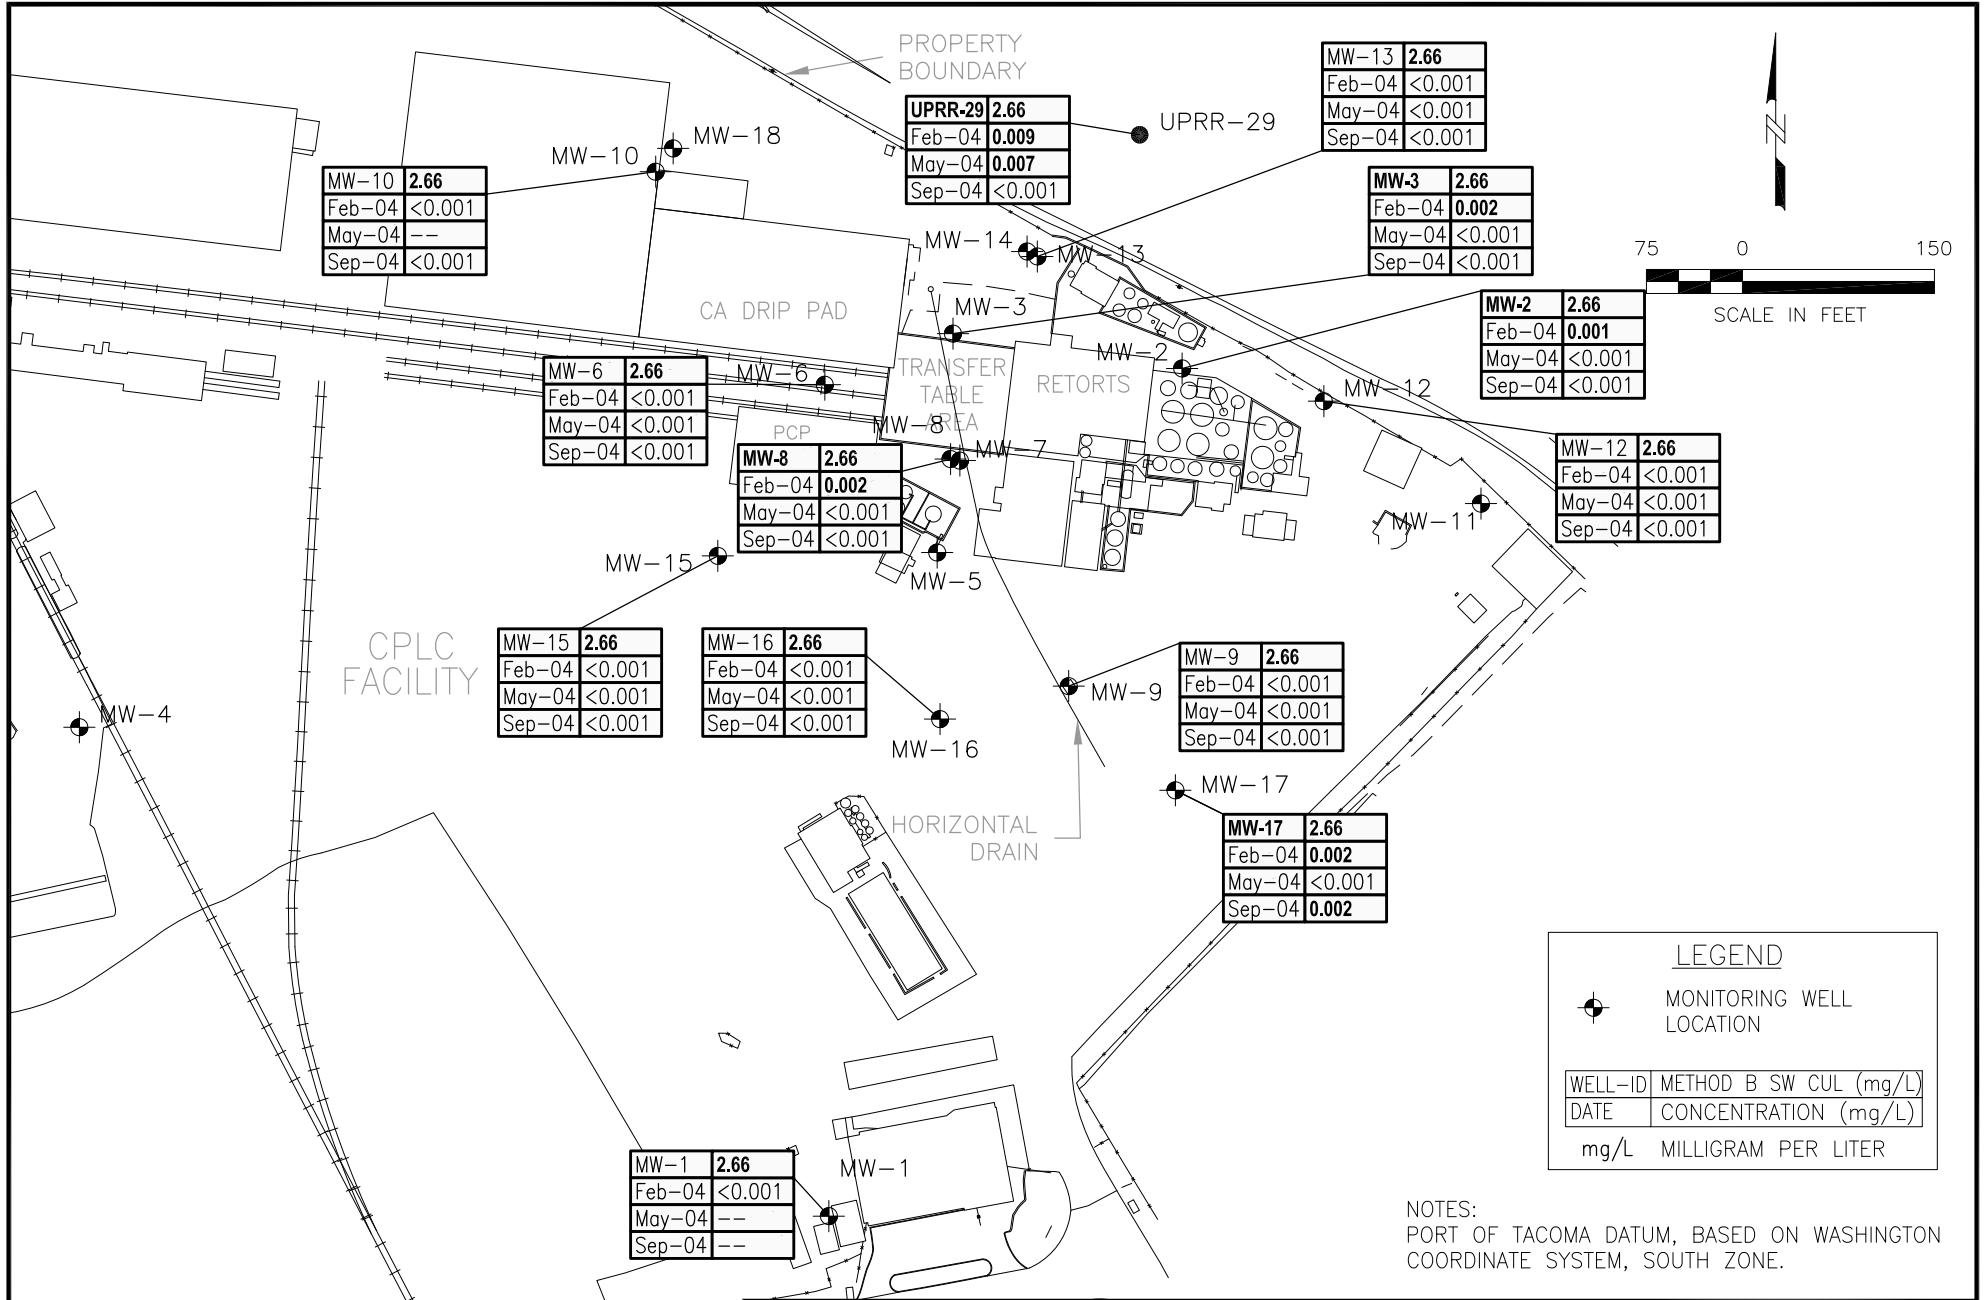 PROPERTY
BOUNDARY
MW-13 2.66
Feb-04 <0.001
May-04 <0.001
Sep-04 <0.001
UPRR-29 2.66
Feb-04 0.009
May-04 0.007
Sep-04 <0.001
UPRR-29
MW-18
MW-10
MW-10 2.66
Feb-04 <0.001
May-04 --
Sep-04 <0.001
MW-3 2.66
Feb-04 0.002
May-04 <0.001
Sep-04 <0.001
MW-14
MW-13
75 0 150
SCALE IN FEET
MW-2 2.66
Feb-04 0.001
May-04 <0.001
Sep-04 <0.001
CA DRIP PAD
MW-3
MW-2
MW-6 2.66
Feb-04 <0.001
May-04 <0.001
Sep-04 <0.001
MW-6
TRANSFER
TABLE
AREA
RETORTS
MW-12
PCP
MW-8
MW-7
MW-8 2.66
Feb-04 0.002
May-04 <0.001
Sep-04 <0.001
MW-12 2.66
Feb-04 <0.001
May-04 <0.001
Sep-04 <0.001
MW-11
MW-15
MW-5
CPLC
FACILITY
MW-15 2.66
Feb-04 <0.001
May-04 <0.001
Sep-04 <0.001
MW-16 2.66
Feb-04 <0.001
May-04 <0.001
Sep-04 <0.001
MW-9 2.66
Feb-04 <0.001
May-04 <0.001
Sep-04 <0.001
MW-9
MW-4
MW-16
MW-17
HORIZONTAL
DRAIN
MW-17 2.66
Feb-04 0.002
May-04 <0.001
Sep-04 0.002
LEGEND
MONITORING WELL
LOCATION
WELL-ID METHOD B SW CUL (mg/L)
DATE CONCENTRATION (mg/L)
mg/L MILLIGRAM PER LITER
MW-1 2.66
Feb-04 <0.001
May-04 --
Sep-04 --
MW-1
NOTES:
PORT OF TACOMA DATUM, BASED ON WASHINGTON
COORDINATE SYSTEM, SOUTH ZONE.